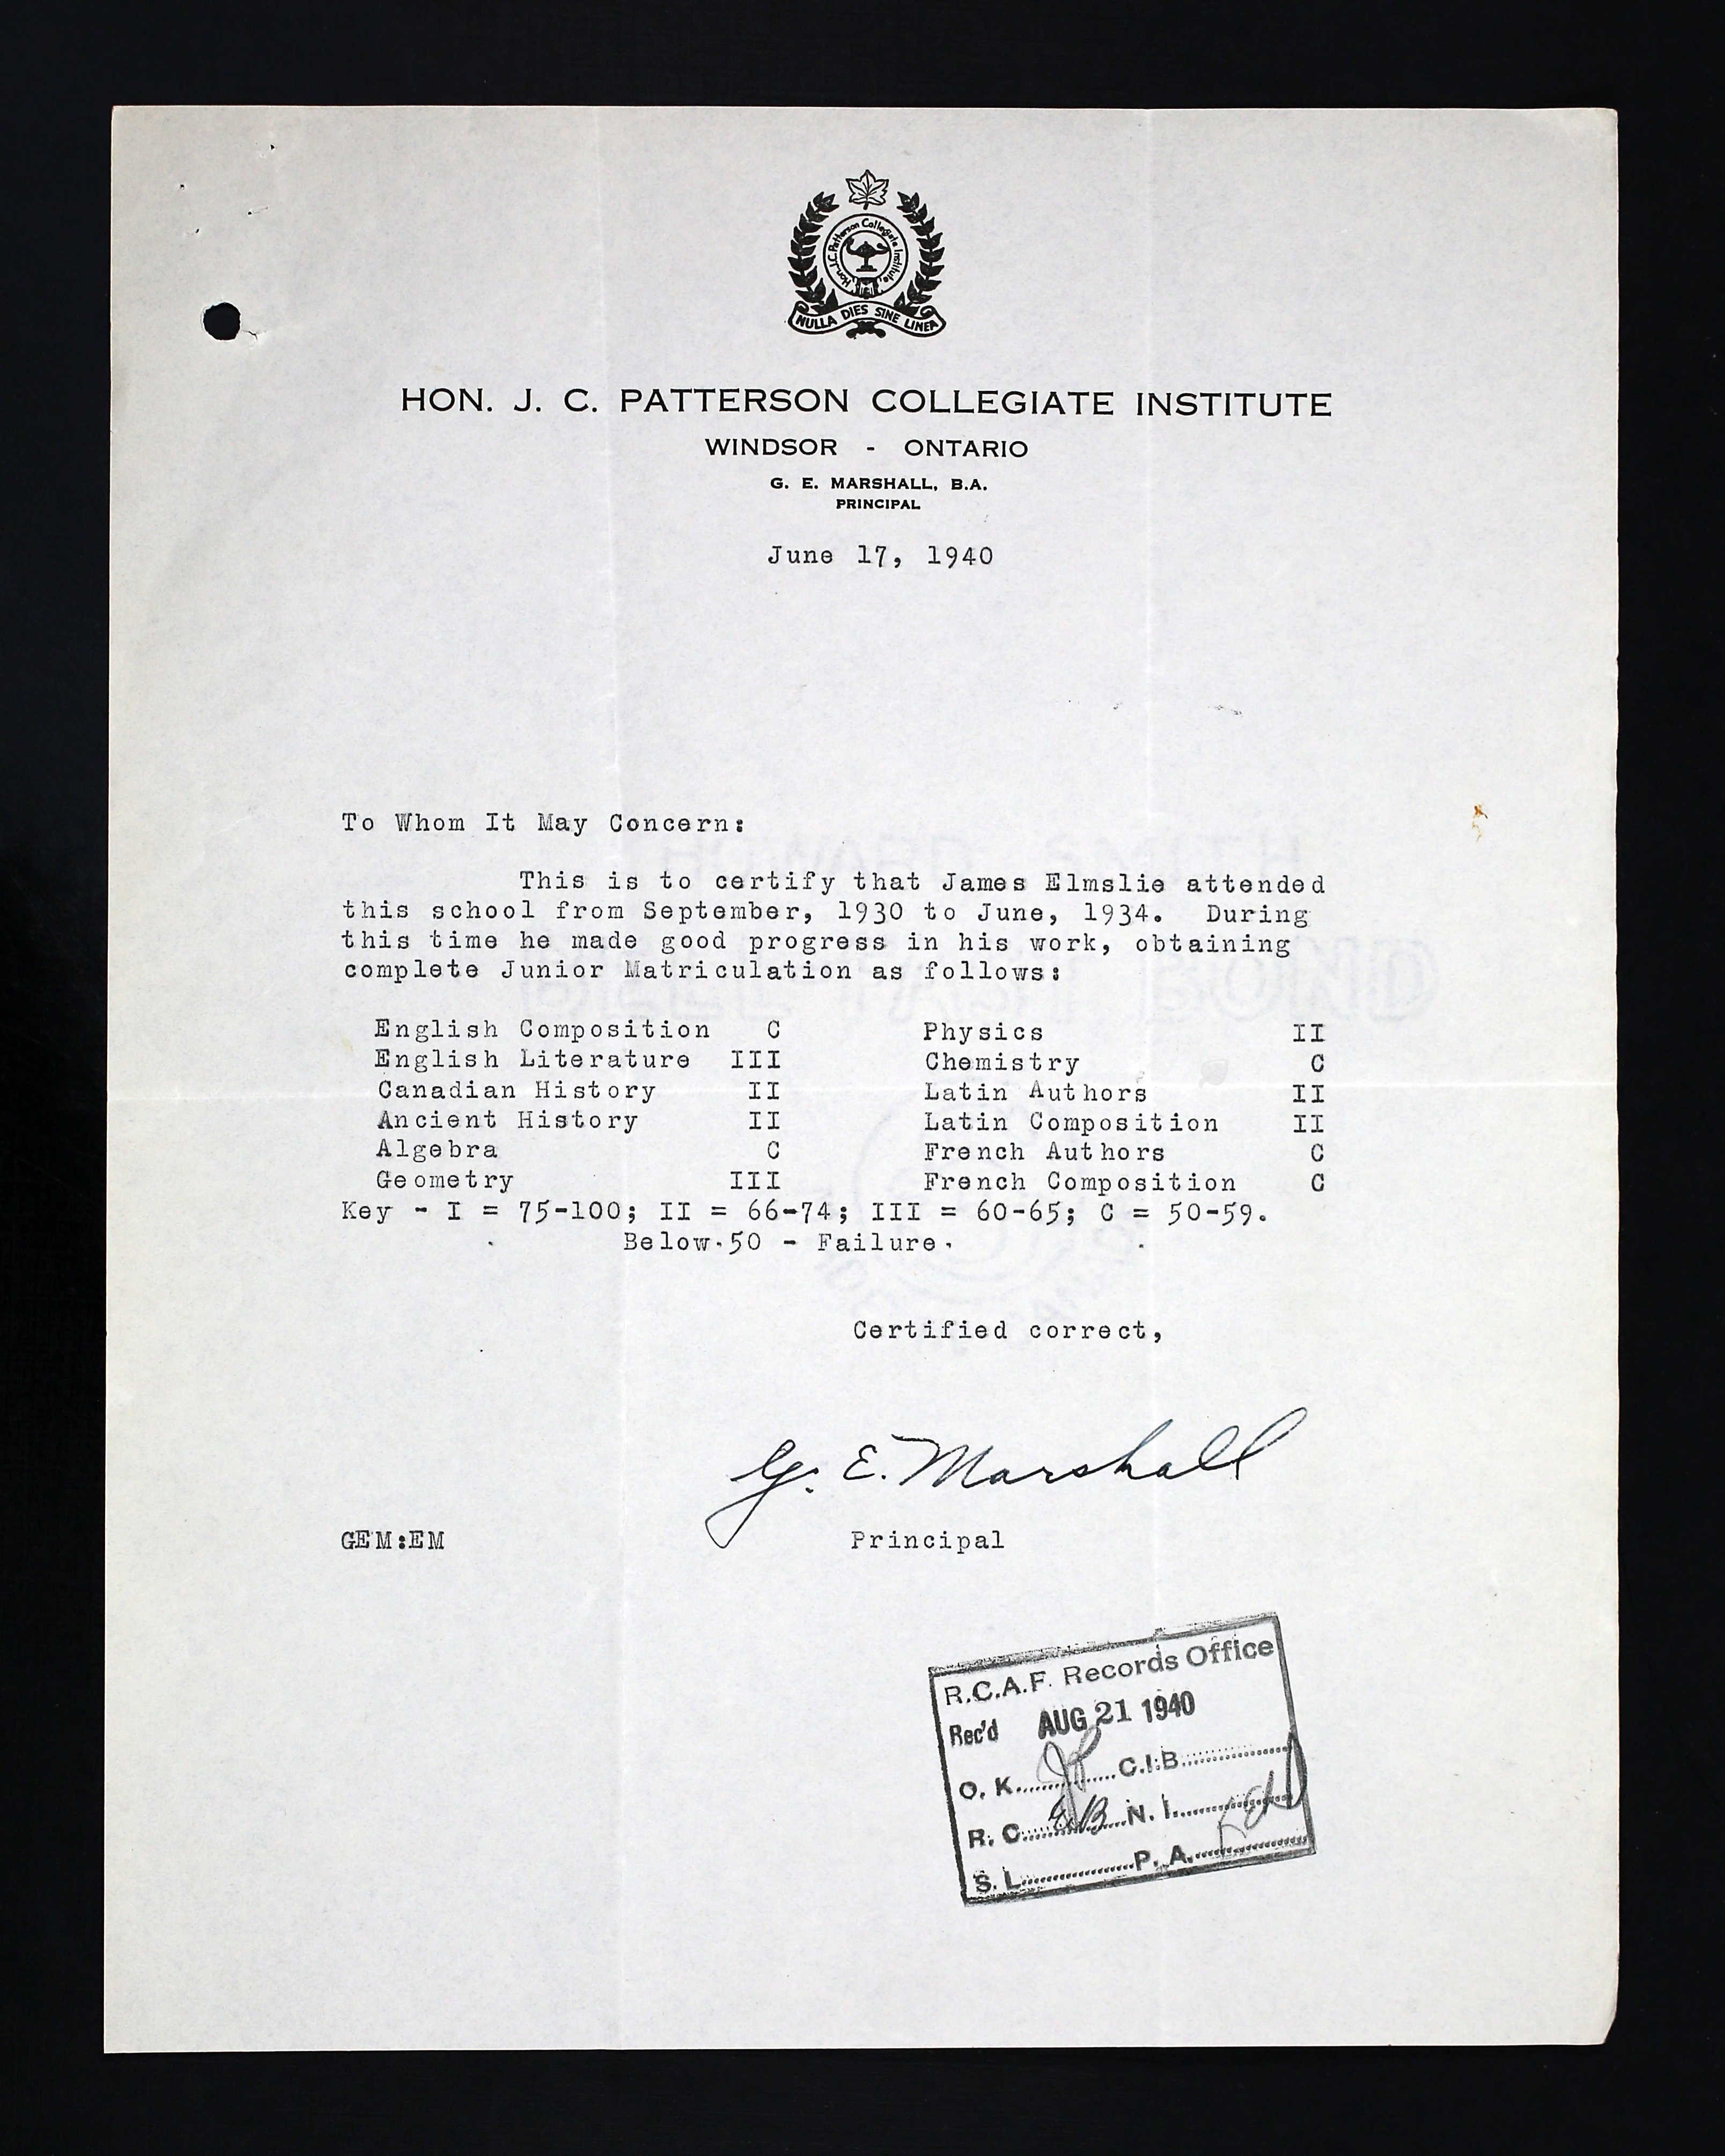 Hon. J.C. Patterson Collegiate Institute.
NULLA DIES SINE LINEA
HON. J. C. PATTERSON COLLEGIATE INSTITUTE
WINDSOR - ONTARIO
G. E. MARSHALL, B.A.
PRINCIPAL
June 17, 1940
To Whom It May Concern:
This is to certify that James Elmslie attended
this school from September, 1930 to June, 1934. During
this time he made good progress in his work, obtaining
complete Junior Matriculation as follows:
English Composition C Physics II
English Literature III Chemistry C
Canadian History II Latin Authors II
Ancient History II Latin Composition II
Algebra C French Authors C
Geometry III French Composition C
Key - I = 75-100; II = 66-74; III = 60-65; C = 50-59.
Below 50 - Failure.
Certified correct,
G. E. Marshall
GEM:EM Principal
R.C.A.F. Records Office
Rec'd AUG 21 1940
O. K. C.I.B.
R. C. N. I.
S. L. P. A.